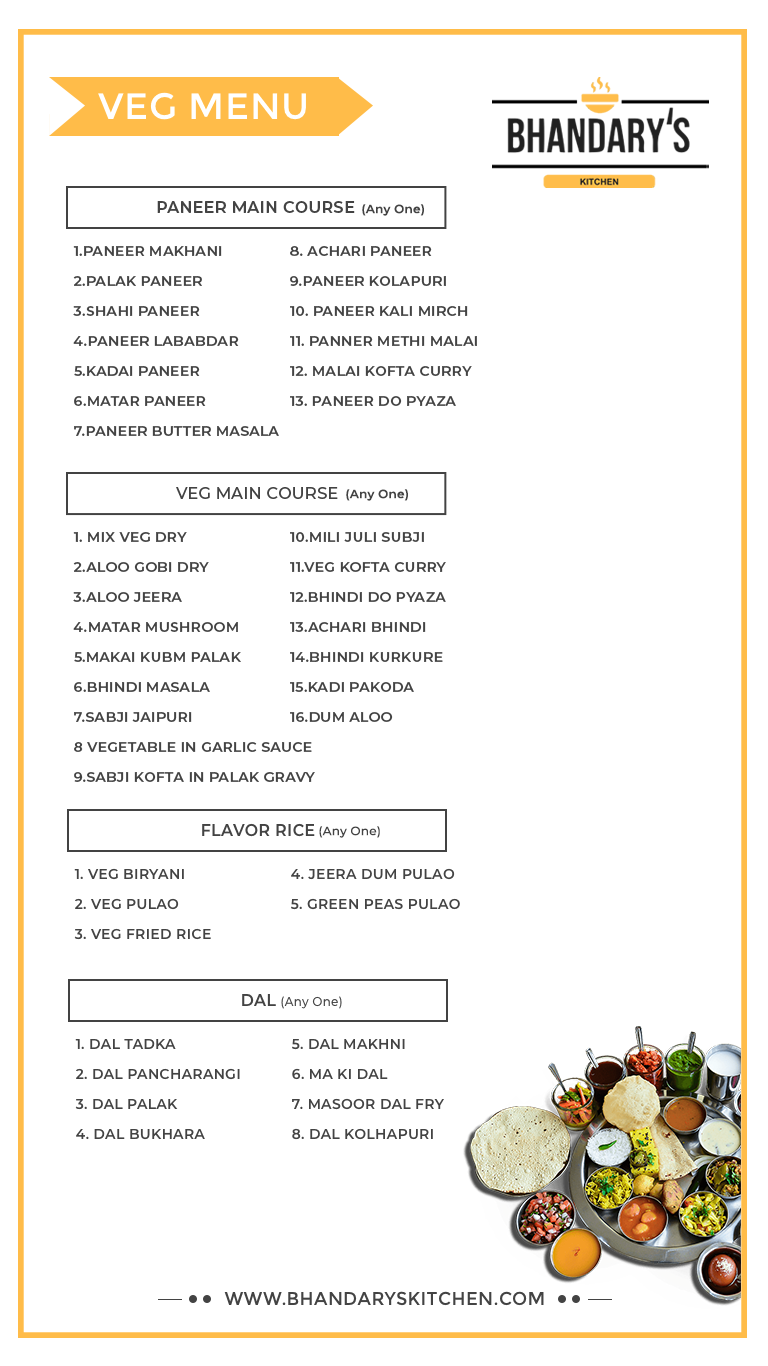 VEG MENU
BHANDARY'S
KITCHEN
PANEER MAIN COURSE (Any One)
1.PANEER MAKHANI
2.PALAK PANEER
3.SHAHI PANEER
4.PANEER LABABDAR
5.KADAI PANEER
6.MATAR PANEER
7.PANEER BUTTER MASALA
8. ACHARI PANEER
9.PANEER KOLAPURI
10. PANEER KALI MIRCH
11. PANNER METHI MALAI
12. MALAI KOFTA CURRY
13. PANEER DO PYAZA
VEG MAIN COURSE (Any One)
1. MIX VEG DRY
2.ALOO GOBI DRY
3.ALOO JEERA
4.MATAR MUSHROOM
5.MAKAI KUBM PALAK
6.BHINDI MASALA
7.SABJI JAIPURI
8 VEGETABLE IN GARLIC SAUCE
9.SABJI KOFTA IN PALAK GRAVY
10.MILI JULI SUBJI
11.VEG KOFTA CURRY
12.BHINDI DO PYAZA
13.ACHARI BHINDI
14.BHINDI KURKURE
15.KADI PAKODA
16.DUM ALOO
FLAVOR RICE (Any One)
1. VEG BIRYANI
2. VEG PULAO
3. VEG FRIED RICE
4. JEERA DUM PULAO
5. GREEN PEAS PULAO
DAL (Any One)
1. DAL TADKA
2. DAL PANCHARANGI
3. DAL PALAK
4. DAL BUKHARA
5. DAL MAKHNI
6. MA KI DAL
7. MASOOR DAL FRY
8. DAL KOLHAPURI
WWW.BHANDARYSKITCHEN.COM